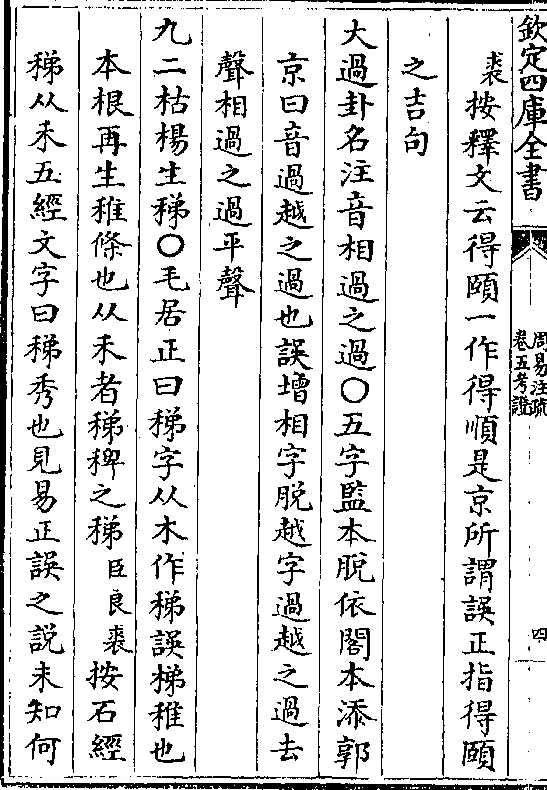 欽定四庫全書
周易注疏
卷五考證
四
裘按釋文云得頤一作得順是京所謂誤正指得頤
之吉句
大過卦名注音相過之過〇五字監本脫依閣本添郭
京曰音過越之過也誤增相字脫越字過越之過去
聲相過之過平聲
九二枯楊生稊〇毛居正曰稊字从木作稊誤梯稚也
本根再生稚條也从禾者稊稗之稊臣良裘按石經
稊从禾五經文字曰稊秀也見易正誤之說未知何